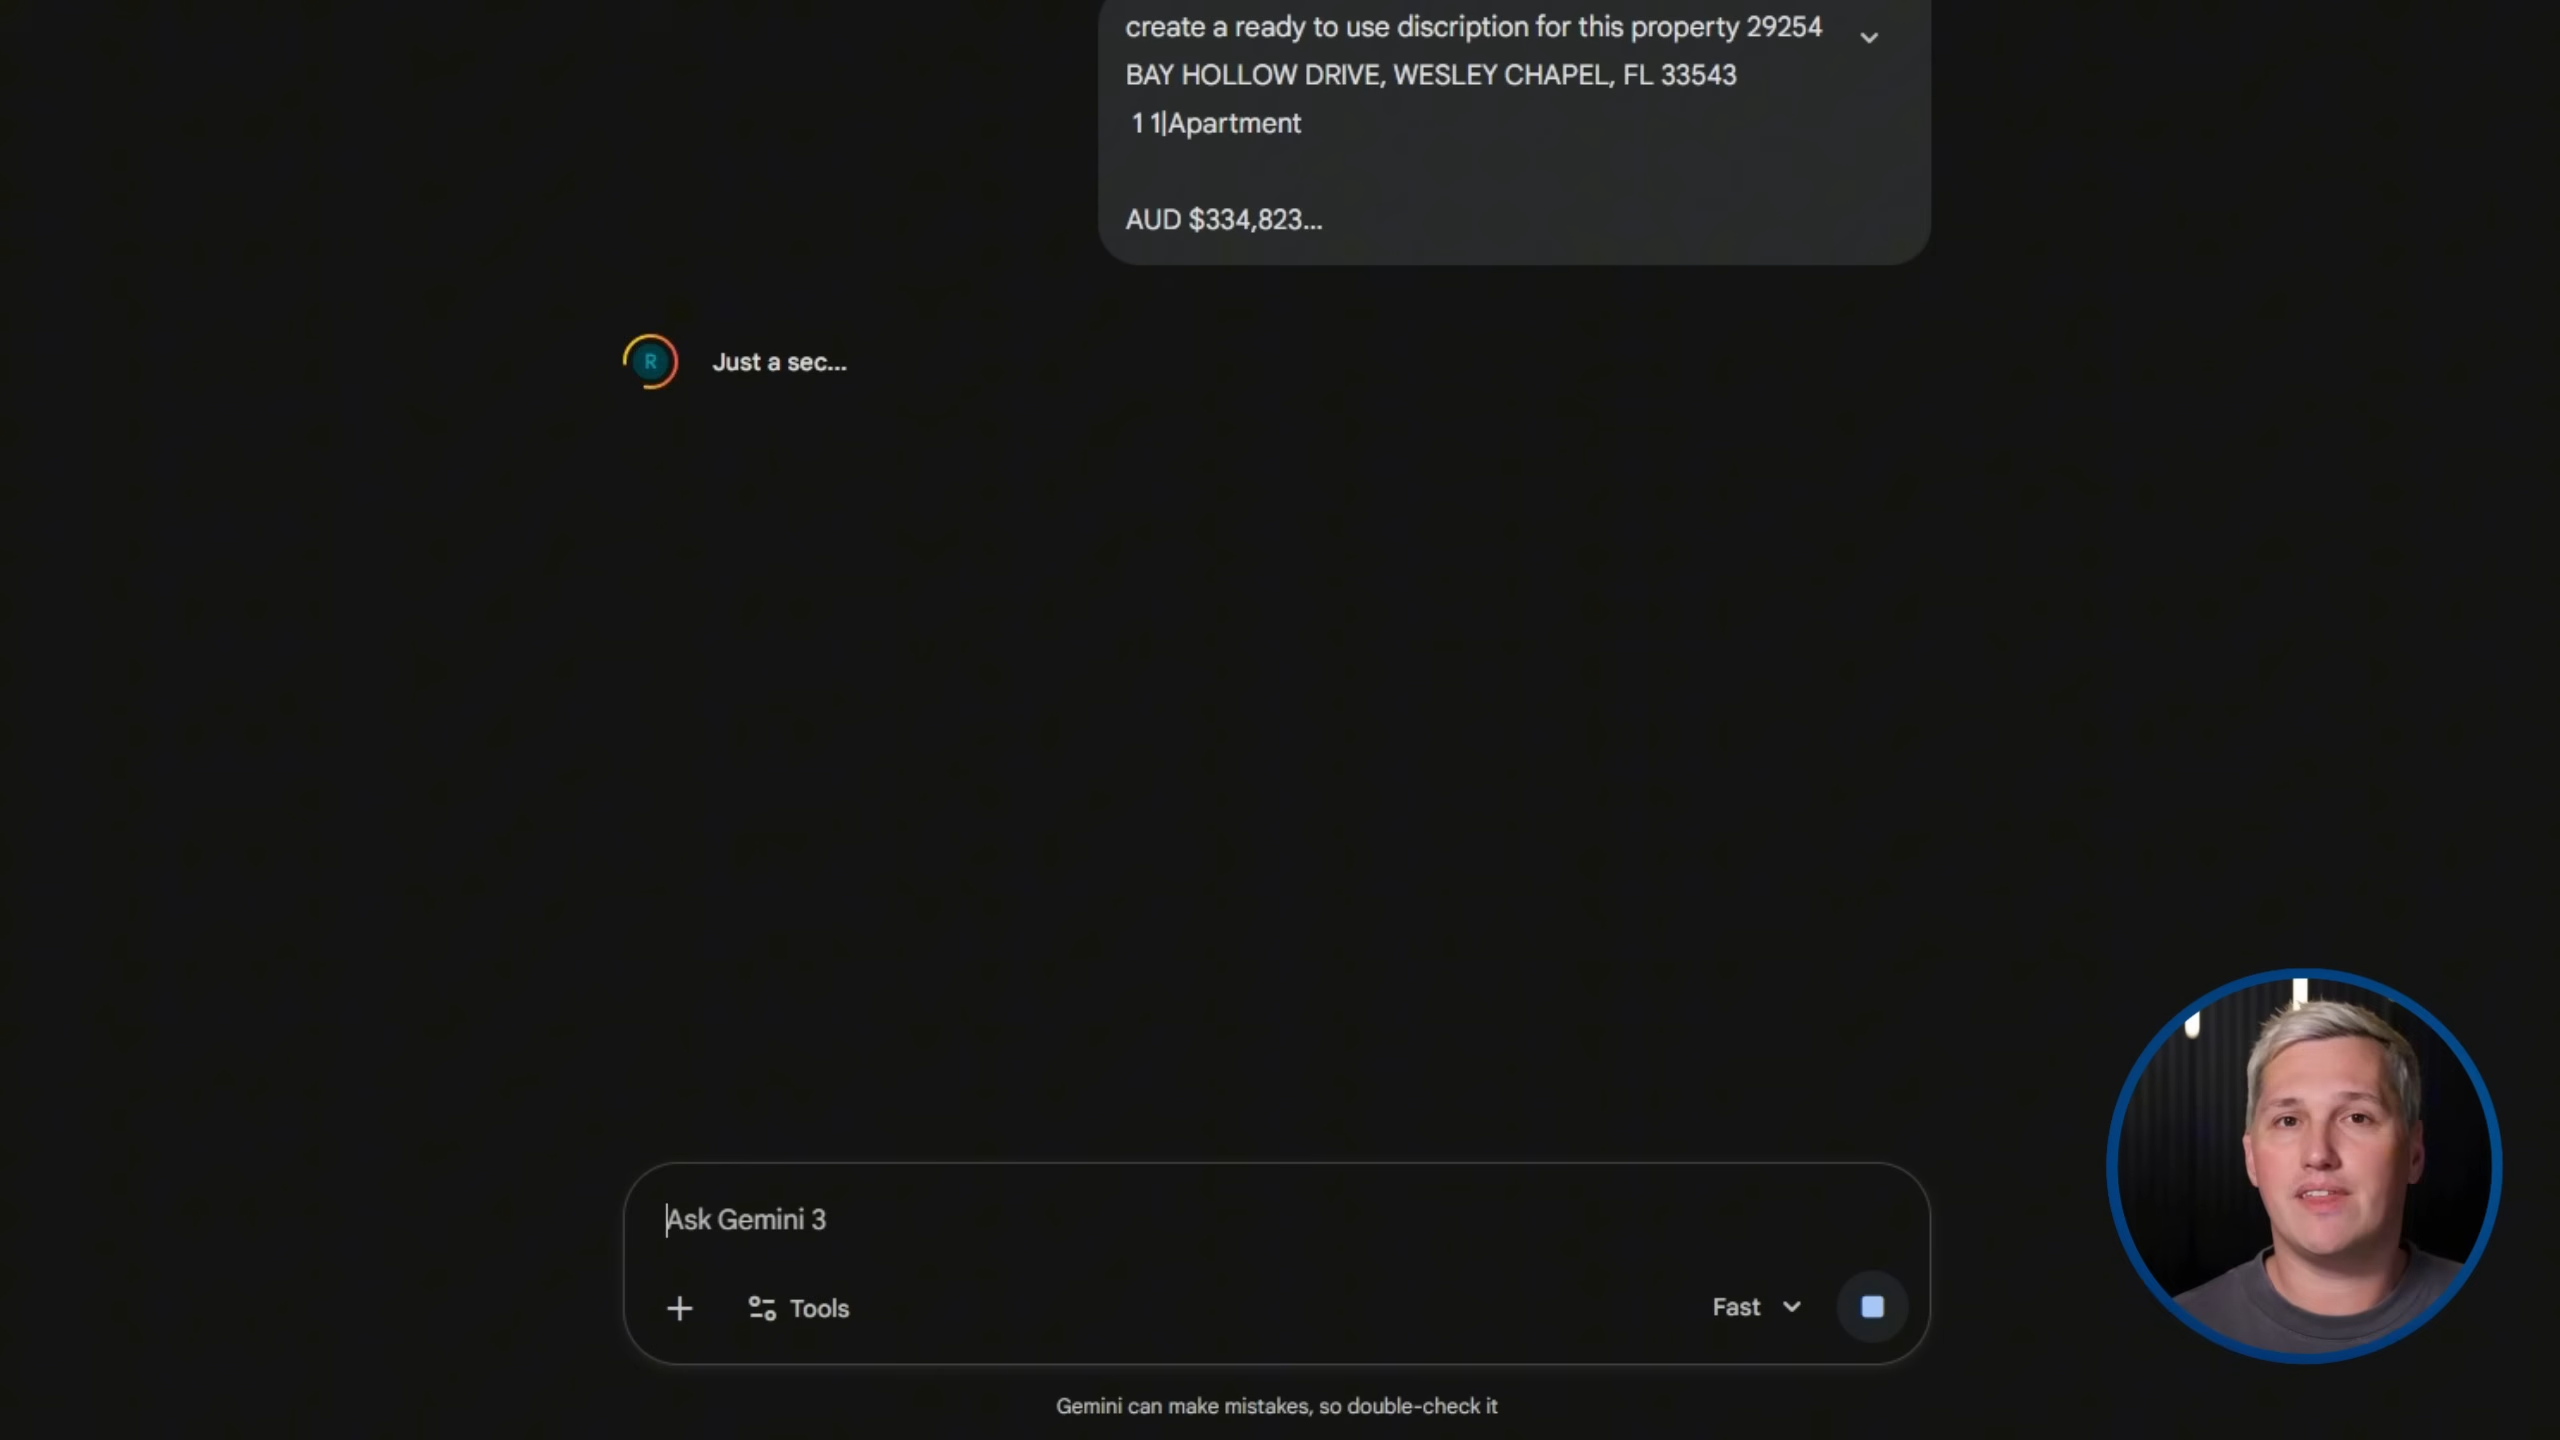 create a ready to use discription for this property 29254
BAY HOLLOW DRIVE, WESLEY CHAPEL, FL 33543
1 1|Apartment
AUD $334,823...
R
Just a sec...
Ask Gemini 3
Tools
Fast
Gemini can make mistakes, so double-check it